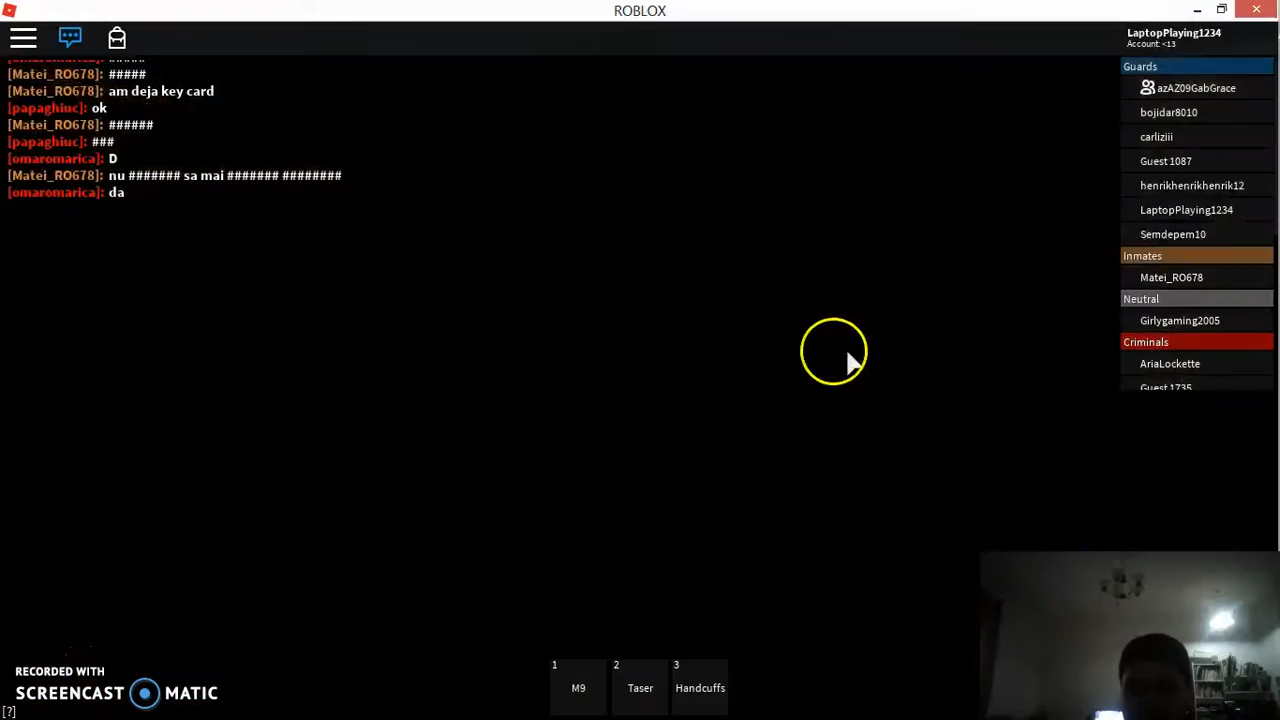 ROBLOX
LaptopPlaying1234
Account: <13
[Matei_RO678]: #####
[Matei_RO678]: am deja key card
[papaghiuc]: ok
[Matei_RO678]: ######
[papaghiuc]: ###
[omaromarica]: D
[Matei_RO678]: nu ####### sa mai ####### ########
[omaromarica]: da
Guards
azAZ09GabGrace
bojidar8010
carliziii
Guest 1087
henrikhenrikhenrik12
LaptopPlaying1234
Semdepem10
Inmates
Matei_RO678
Neutral
Girlygaming2005
Criminals
AriaLockette
Guest 1735
1
M9
2
Taser
3
Handcuffs
RECORDED WITH
SCREENCAST MATIC
[?]